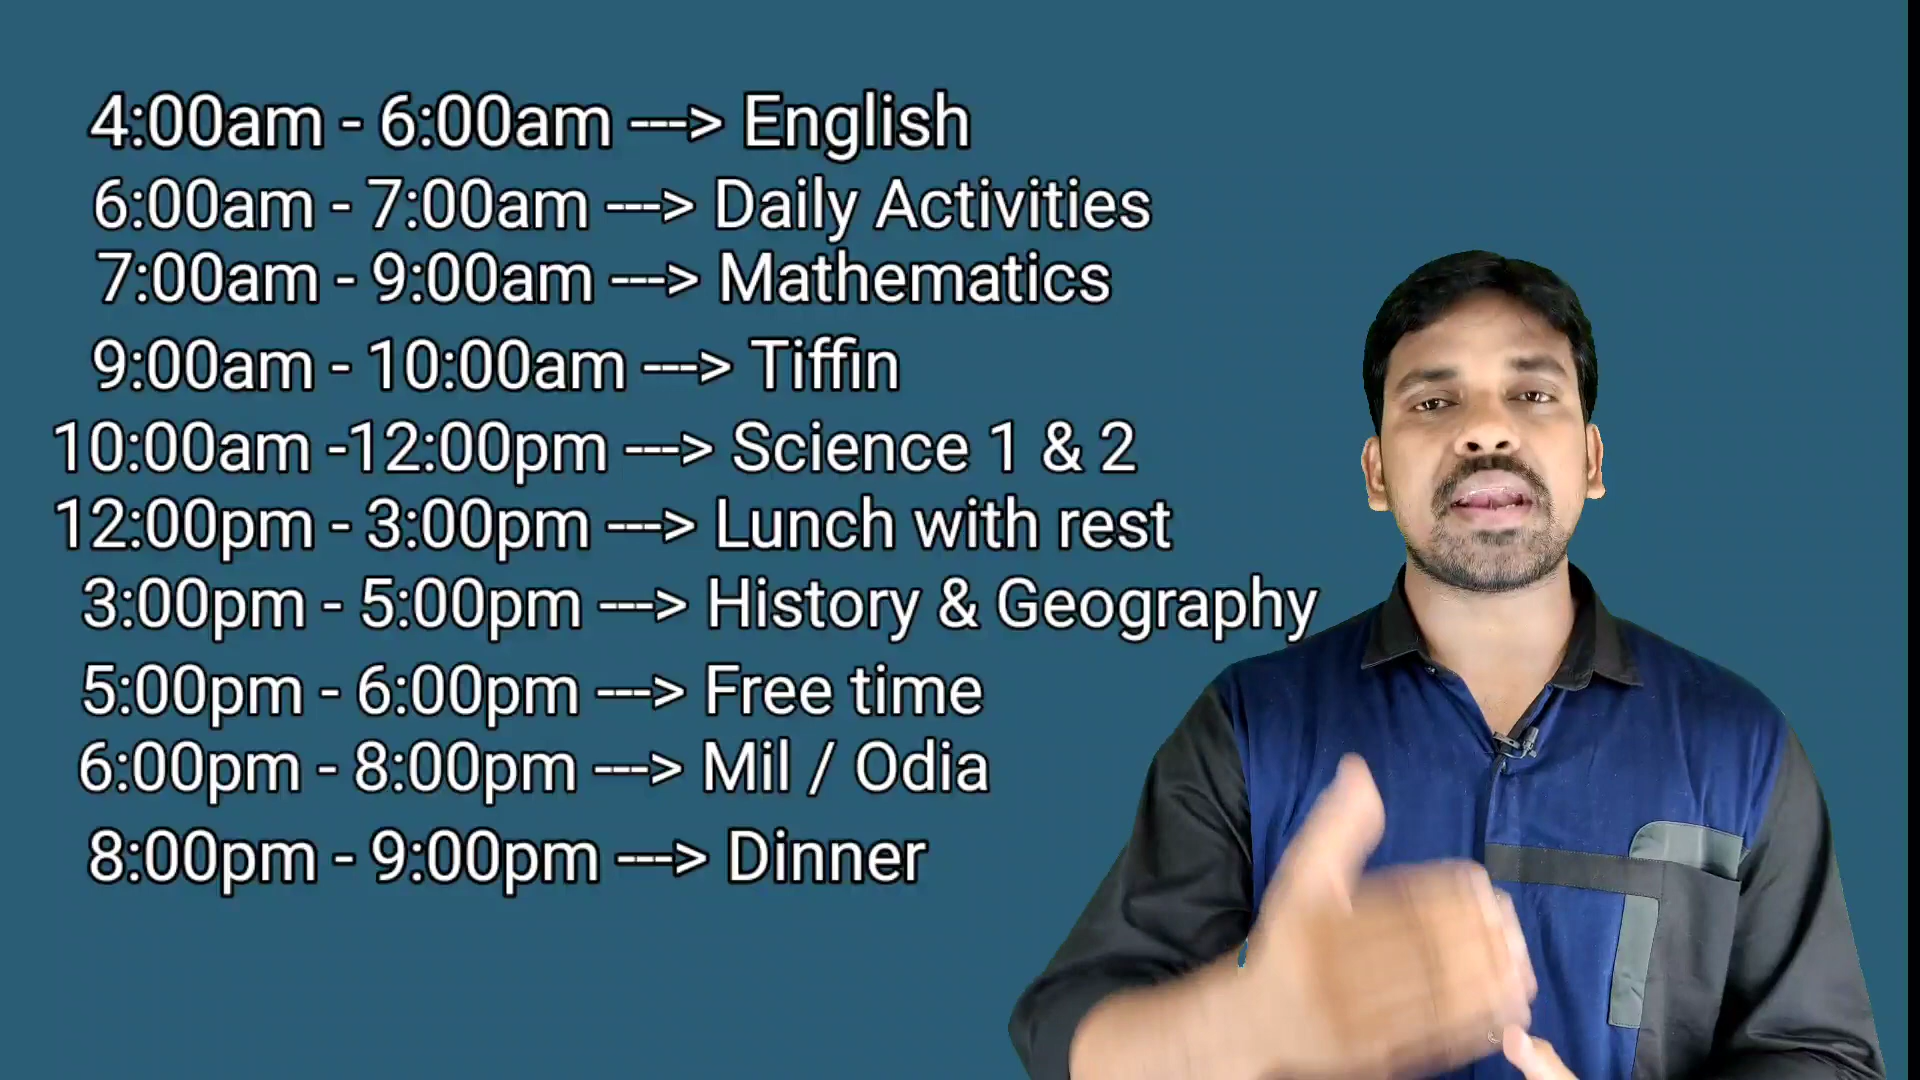 4:00am - 6:00am ---> English
6:00am - 7:00am ---> Daily Activities
7:00am - 9:00am ---> Mathematics
9:00am - 10:00am ---> Tiffin
10:00am -12:00pm ---> Science 1 & 2
12:00pm - 3:00pm ---> Lunch with rest
3:00pm - 5:00pm ---> History & Geography
5:00pm - 6:00pm ---> Free time
6:00pm - 8:00pm ---> Mil / Odia
8:00pm - 9:00pm ---> Dinner